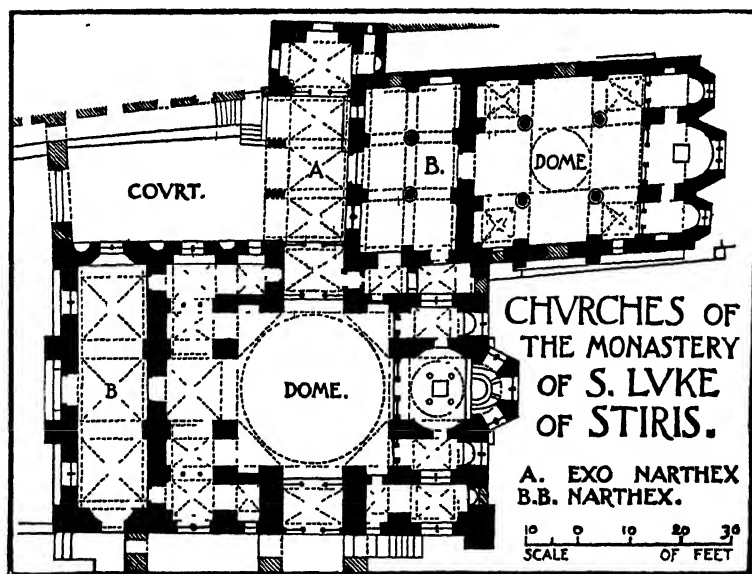 A
B.
DOME
COVRT.
B
DOME.
CHVRCHES OF
THE MONASTERY
OF S. LVKE
OF STIRIS.
A. EXO NARTHEX
B.B. NARTHEX.
10 0 10 20 30
SCALE OF FEET